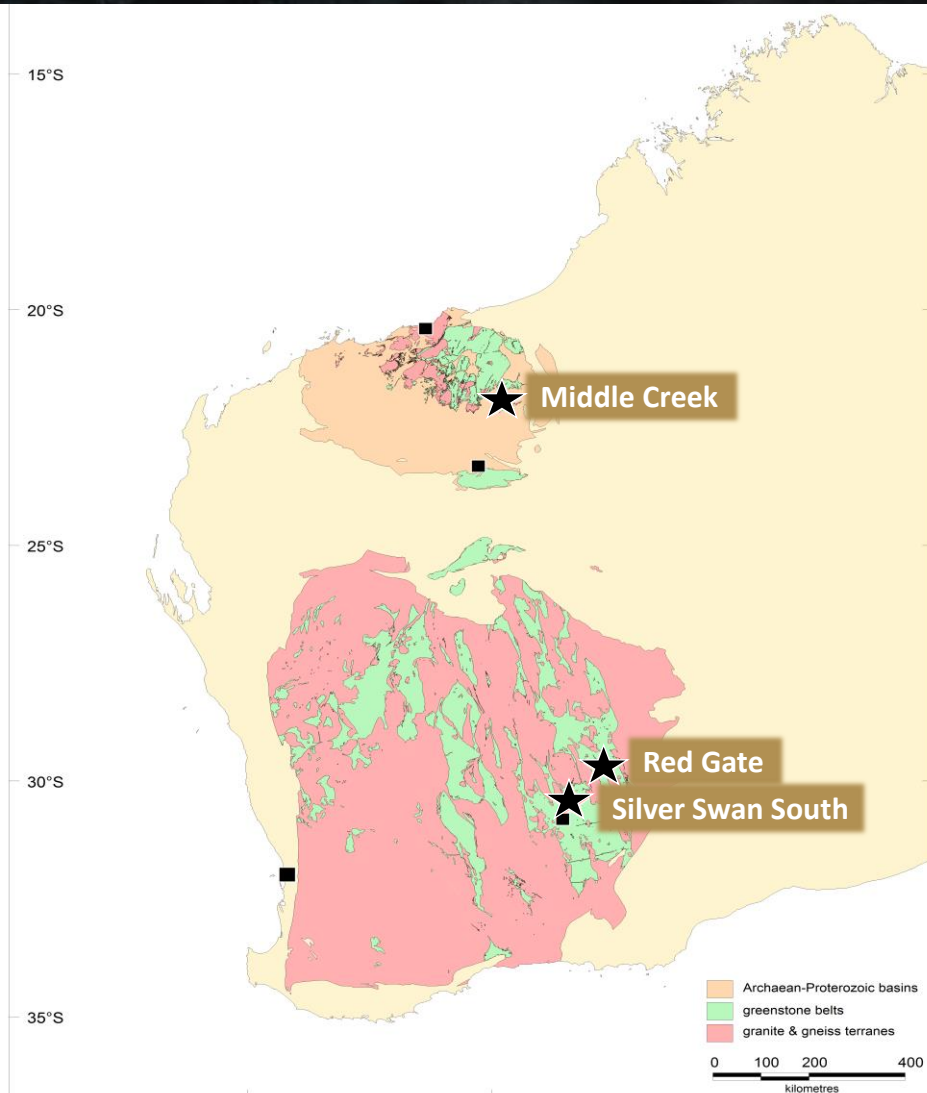 15°S
20°S
Middle Creek
25°S
30°S
Red Gate
Silver Swan South
35°S
Archaean-Proterozoic basins
greenstone belts
granite & gneiss terranes
0 100 200 400
kilometres